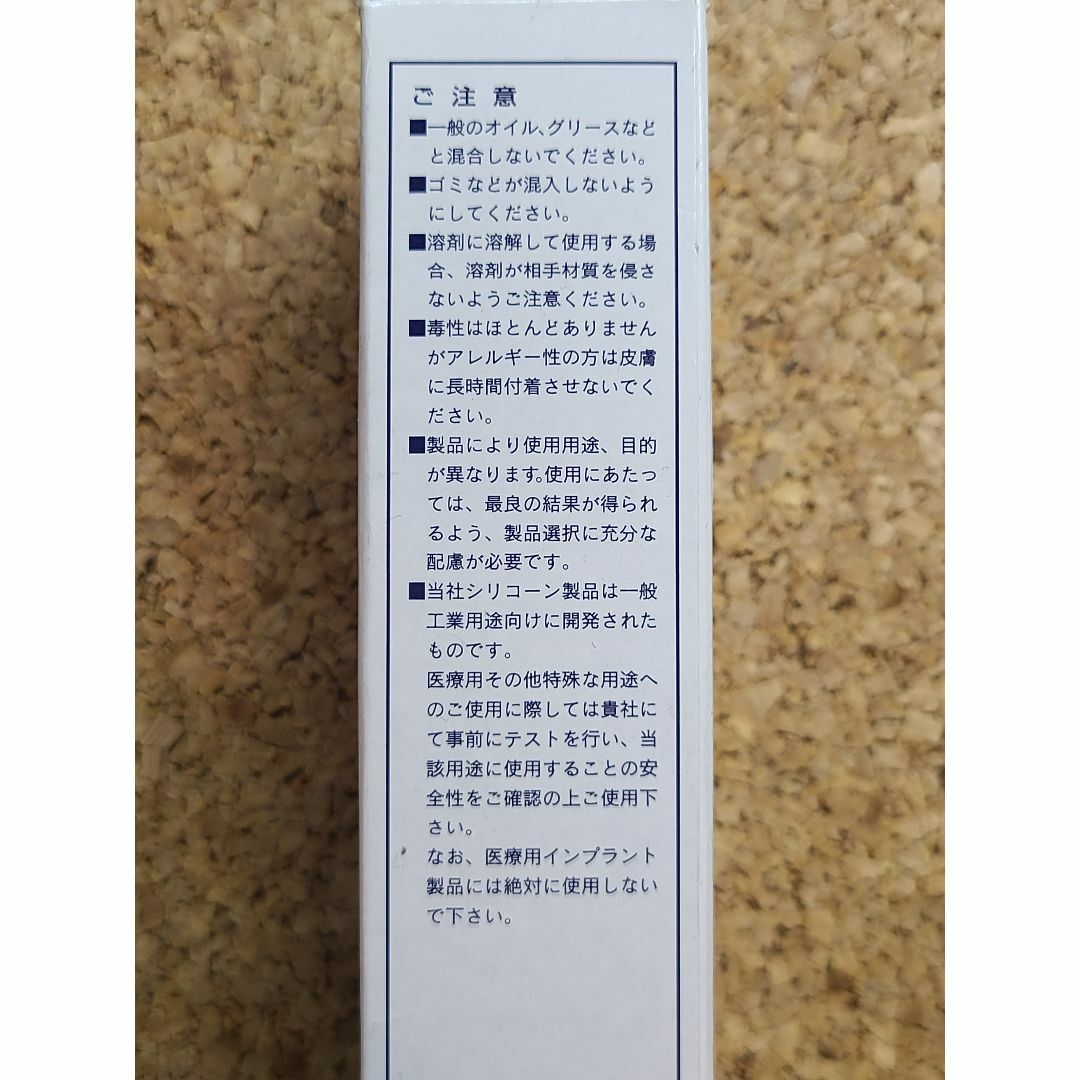 ご注意
■一般のオイル、グリースなど
と混合しないでください。
■ゴミなどが混入しないよう
にしてください。
■溶剤に溶解して使用する場
合、溶剤が相手材質を侵さ
ないようご注意ください。
■毒性はほとんどありません
がアレルギー性の方は皮膚
に長時間付着させないでく
ださい。
■製品により使用用途、目的
が異なります。使用にあたっ
ては、最良の結果が得られ
るよう、製品選択に充分な
配慮が必要です。
■当社シリコーン製品は一般
工業用途向けに開発された
ものです。
医療用その他特殊な用途へ
のご使用に際しては貴社に
て事前にテストを行い、当
該用途に使用することの安
全性をご確認の上ご使用下
さい。
なお、医療用インプラント
製品には絶対に使用しない
で下さい。